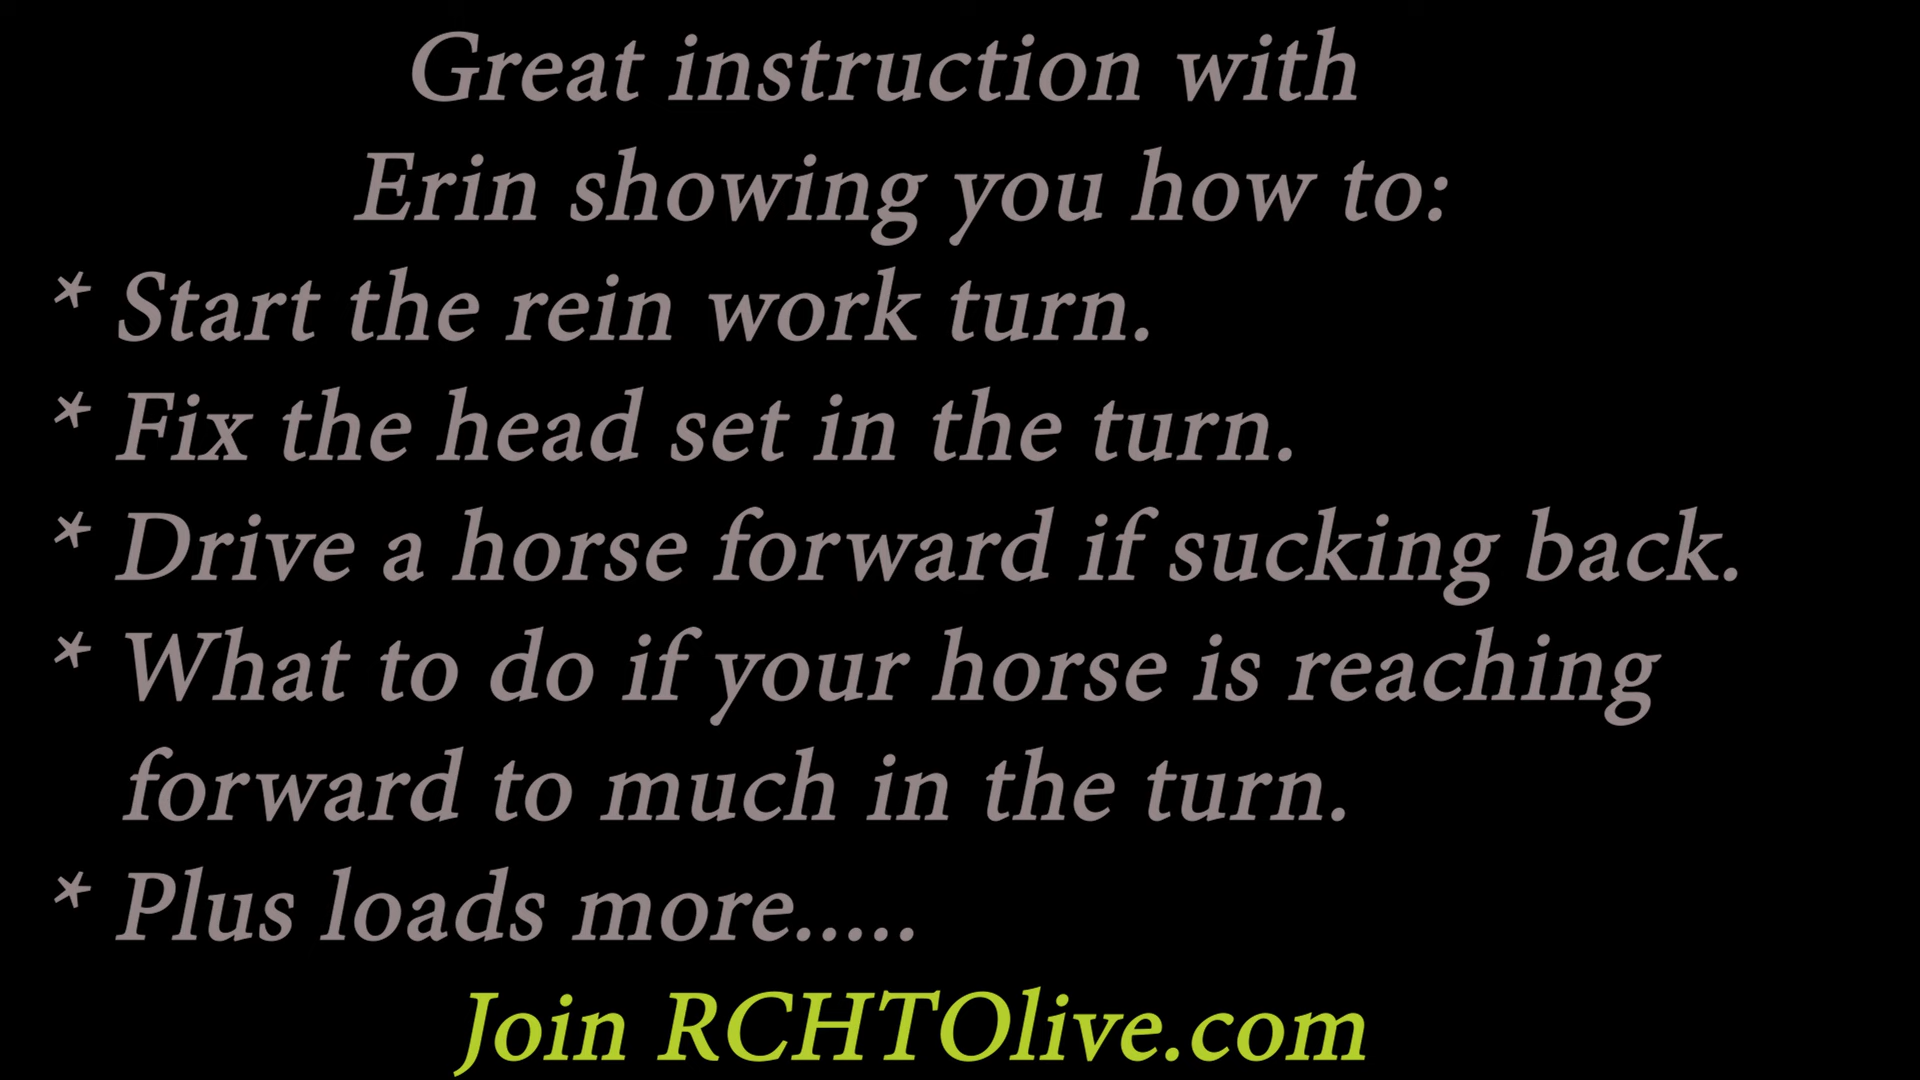 Great instruction with
Erin showing you how to:
* Start the rein work turn.
* Fix the head set in the turn.
* Drive a horse forward if sucking back.
* What to do if your horse is reaching
forward to much in the turn.
* Plus loads more.....
Join RCHTOlive.com